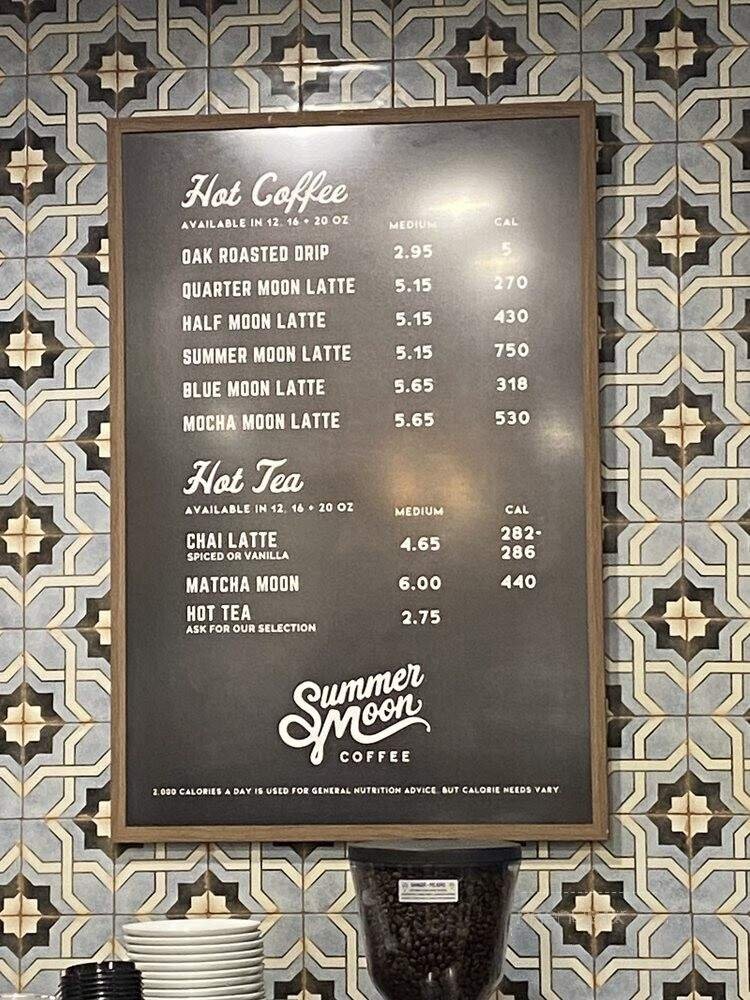 Hot Coffee
AVAILABLE IN 12, 16 + 20 OZ MEDIUM CAL
OAK ROASTED DRIP 2.95 5
QUARTER MOON LATTE 5.15 270
HALF MOON LATTE 5.15 430
SUMMER MOON LATTE 5.15 750
BLUE MOON LATTE 5.65 318
MOCHA MOON LATTE 5.65 530
Hot Tea
AVAILABLE IN 12, 16 + 20 OZ MEDIUM CAL
CHAI LATTE 4.65 282-
SPICED OR VANILLA 286
MATCHA MOON 6.00 440
HOT TEA 2.75
ASK FOR OUR SELECTION
Summer
Moon
COFFEE
2,000 CALORIES A DAY IS USED FOR GENERAL NUTRITION ADVICE, BUT CALORIE NEEDS VARY.